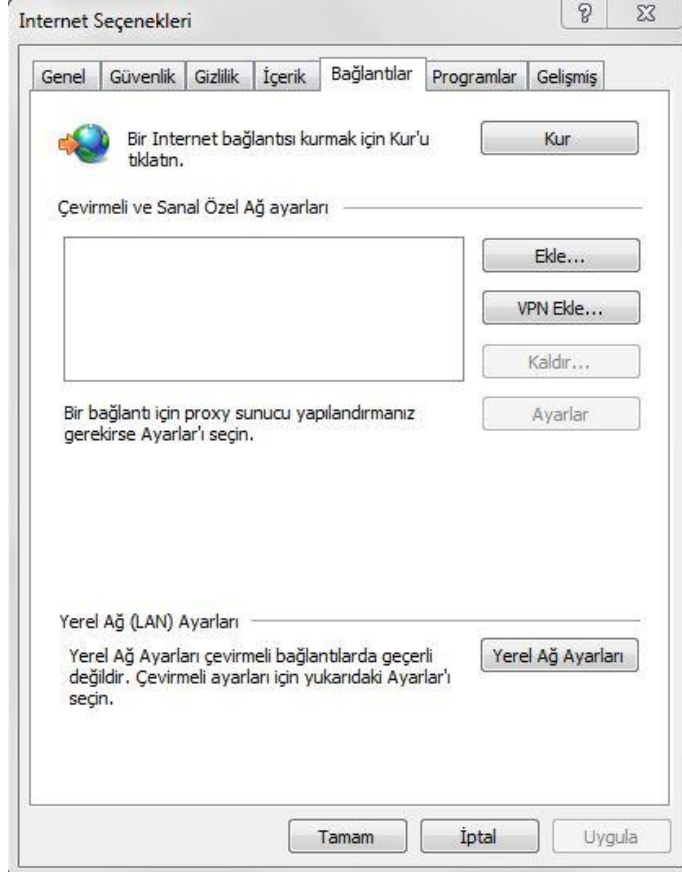 Internet Seçenekleri
Genel Güvenlik Gizlilik İçerik Bağlantılar Programlar Gelişmiş
Bir Internet bağlantısı kurmak için Kur'u
tıklatın.
Kur
Çevirmeli ve Sanal Özel Ağ ayarları
Ekle...
VPN Ekle...
Kaldır...
Bir bağlantı için proxy sunucu yapılandırmanız
gerekirse Ayarlar'ı seçin.
Ayarlar
Yerel Ağ (LAN) Ayarları
Yerel Ağ Ayarları çevirmeli bağlantılarda geçerli
değildir. Çevirmeli ayarları için yukarıdaki Ayarlar'ı
seçin.
Yerel Ağ Ayarları
Tamam İptal Uygula